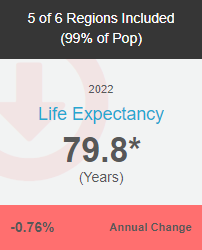 5 of 6 Regions Included
(99% of Pop)
2022
Life Expectancy
79.8*
(Years)
-0.76% Annual Change